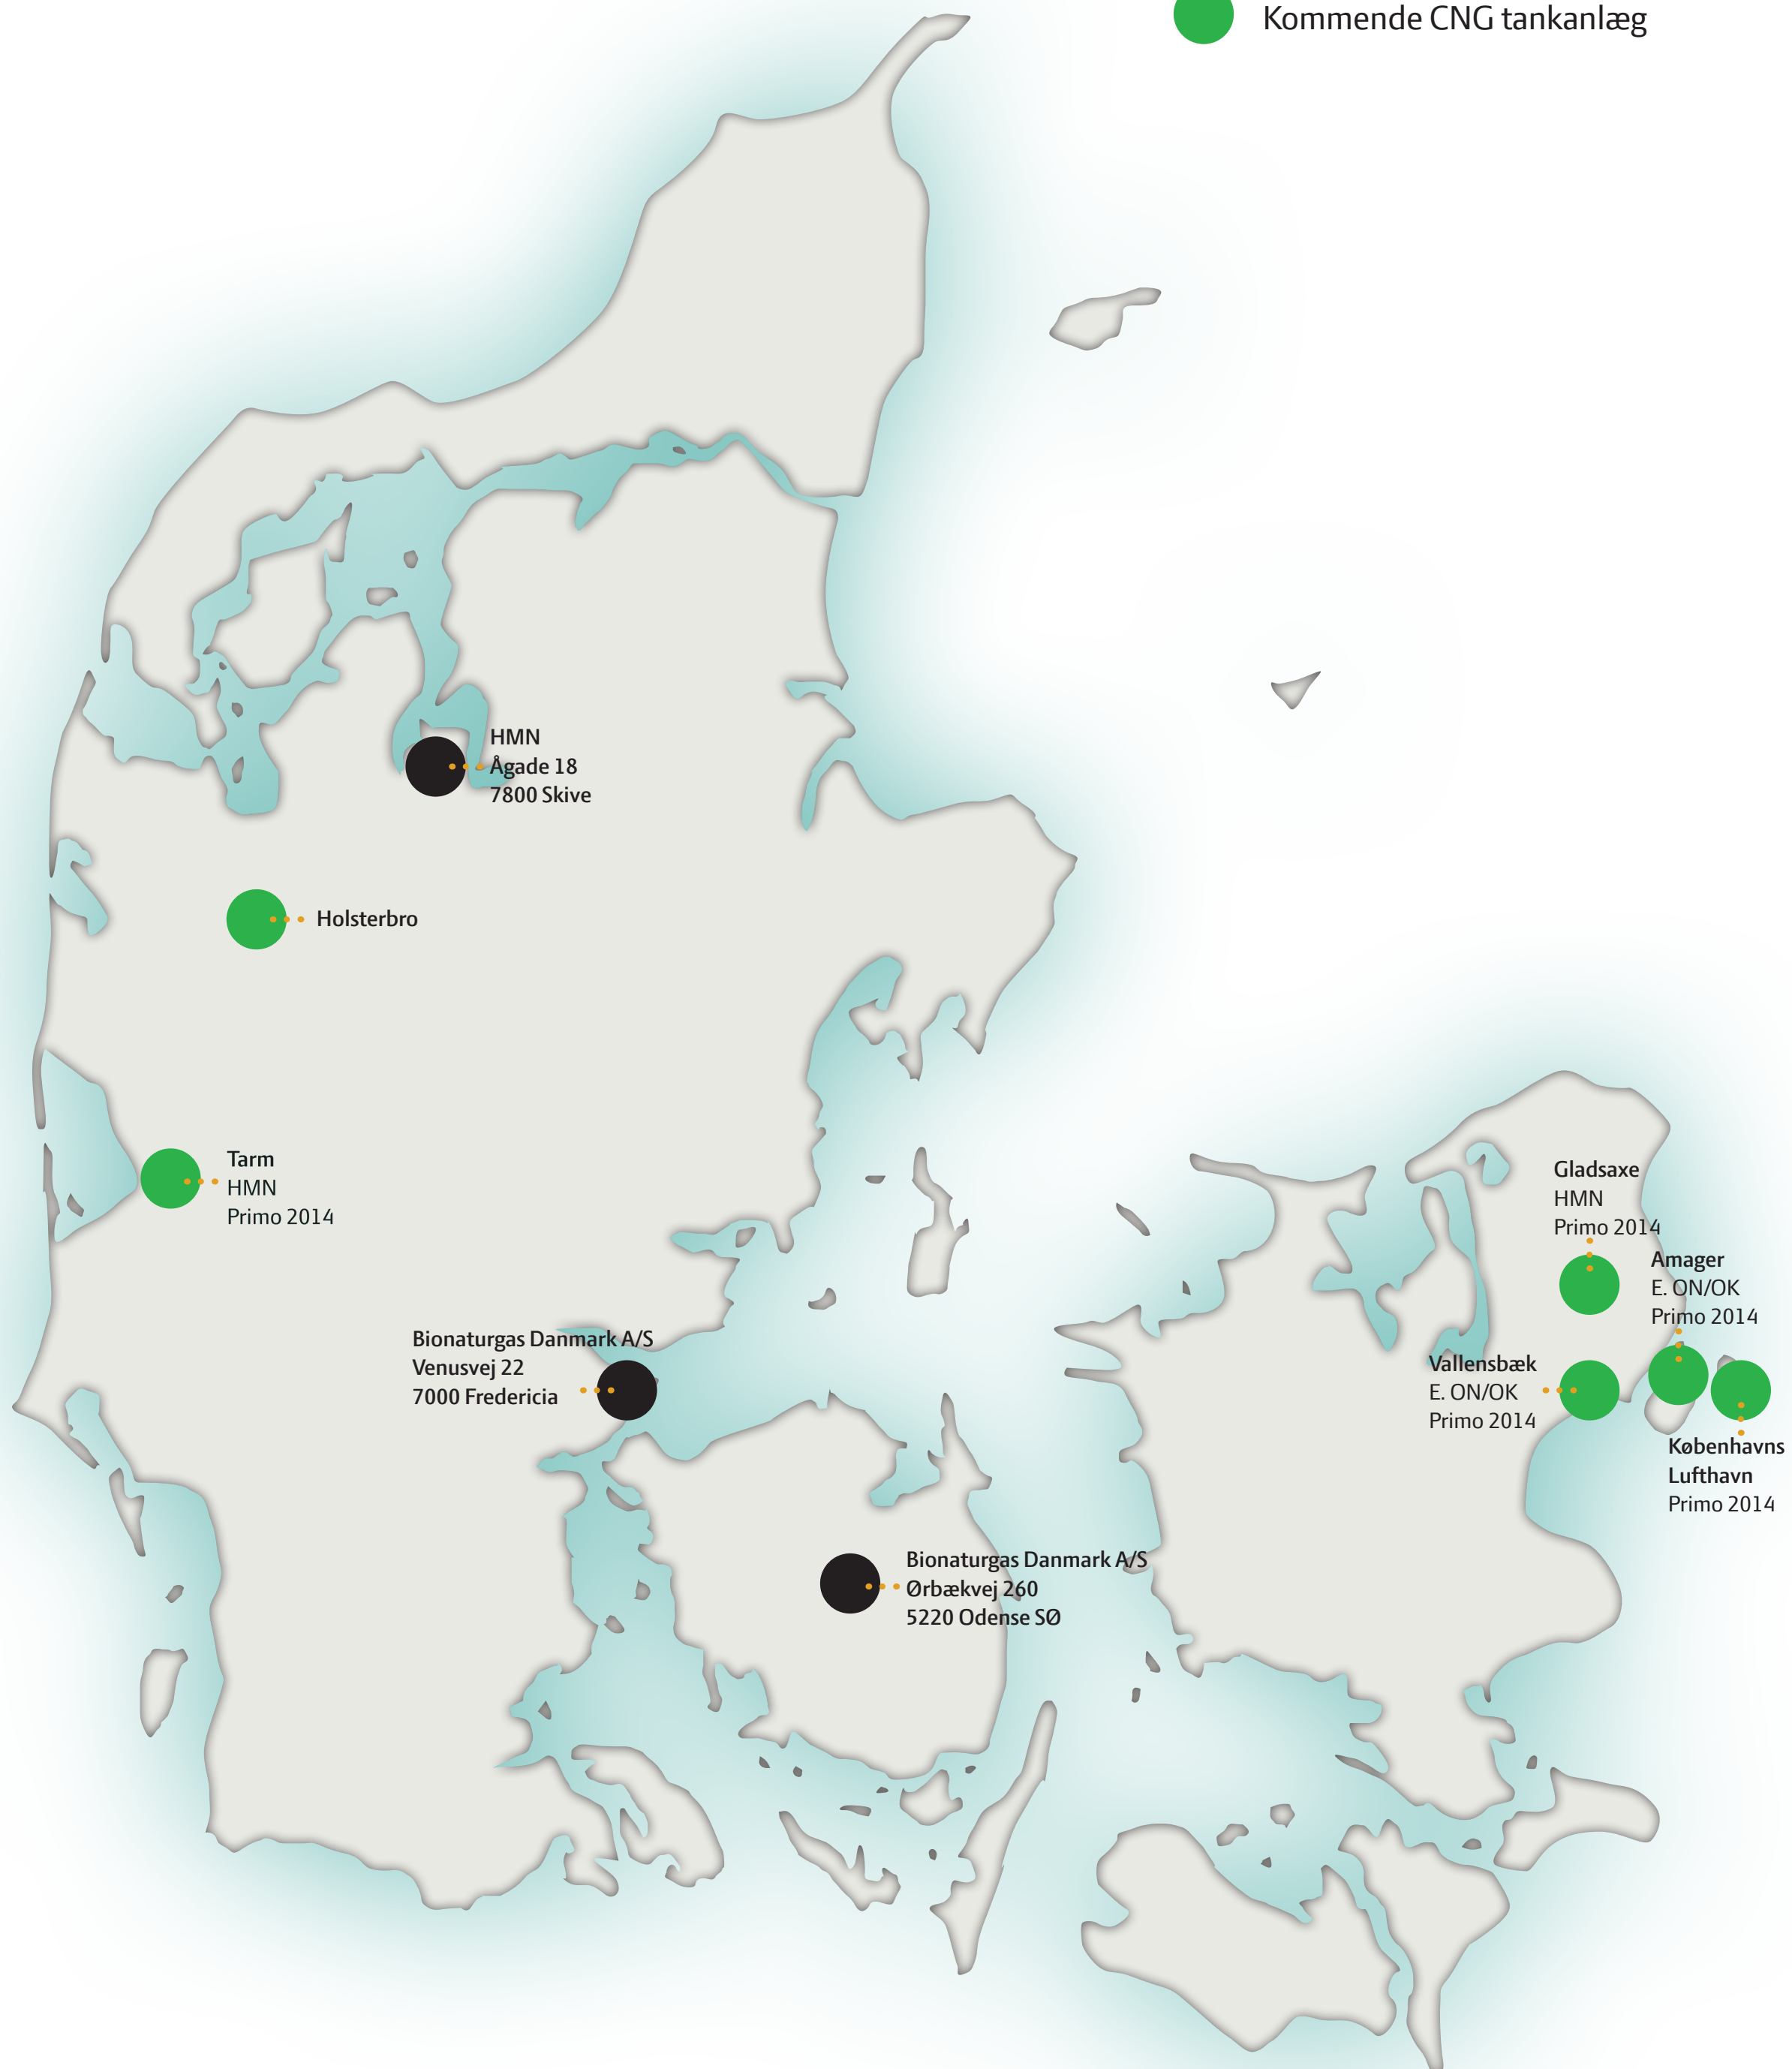 Kommende CNG tankanlæg
HMN
Ågade 18
7800 Skive
Holsterbro
Tarm
HMN
Primo 2014
Gladsaxe
HMN
Primo 2014
Amager
E. ON/OK
Primo 2014
Bionaturgas Danmark A/S
Venusvej 22
7000 Fredericia
Vallensbæk
E. ON/OK
Primo 2014
Københavns
Lufthavn
Primo 2014
Bionaturgas Danmark A/S
Ørbækvej 260
5220 Odense SØ